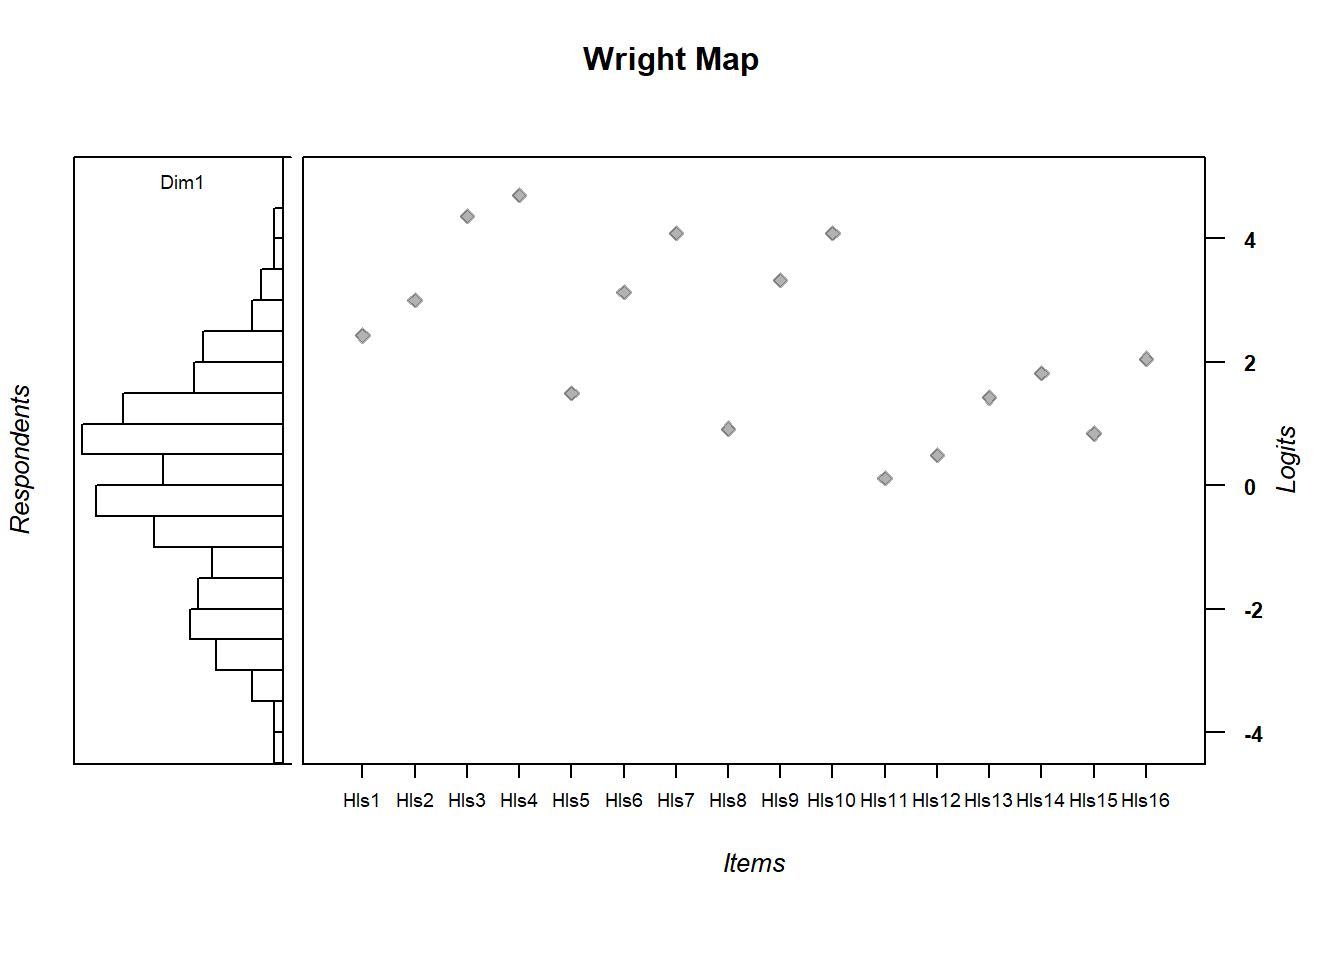 Wright Map
Dim1
Respondents
4
2
0
-2
-4
Logits
Hls1 Hls2 Hls3 Hls4 Hls5 Hls6 Hls7 Hls8 Hls9 Hls10 Hls11 Hls12 Hls13 Hls14 Hls15 Hls16
Items